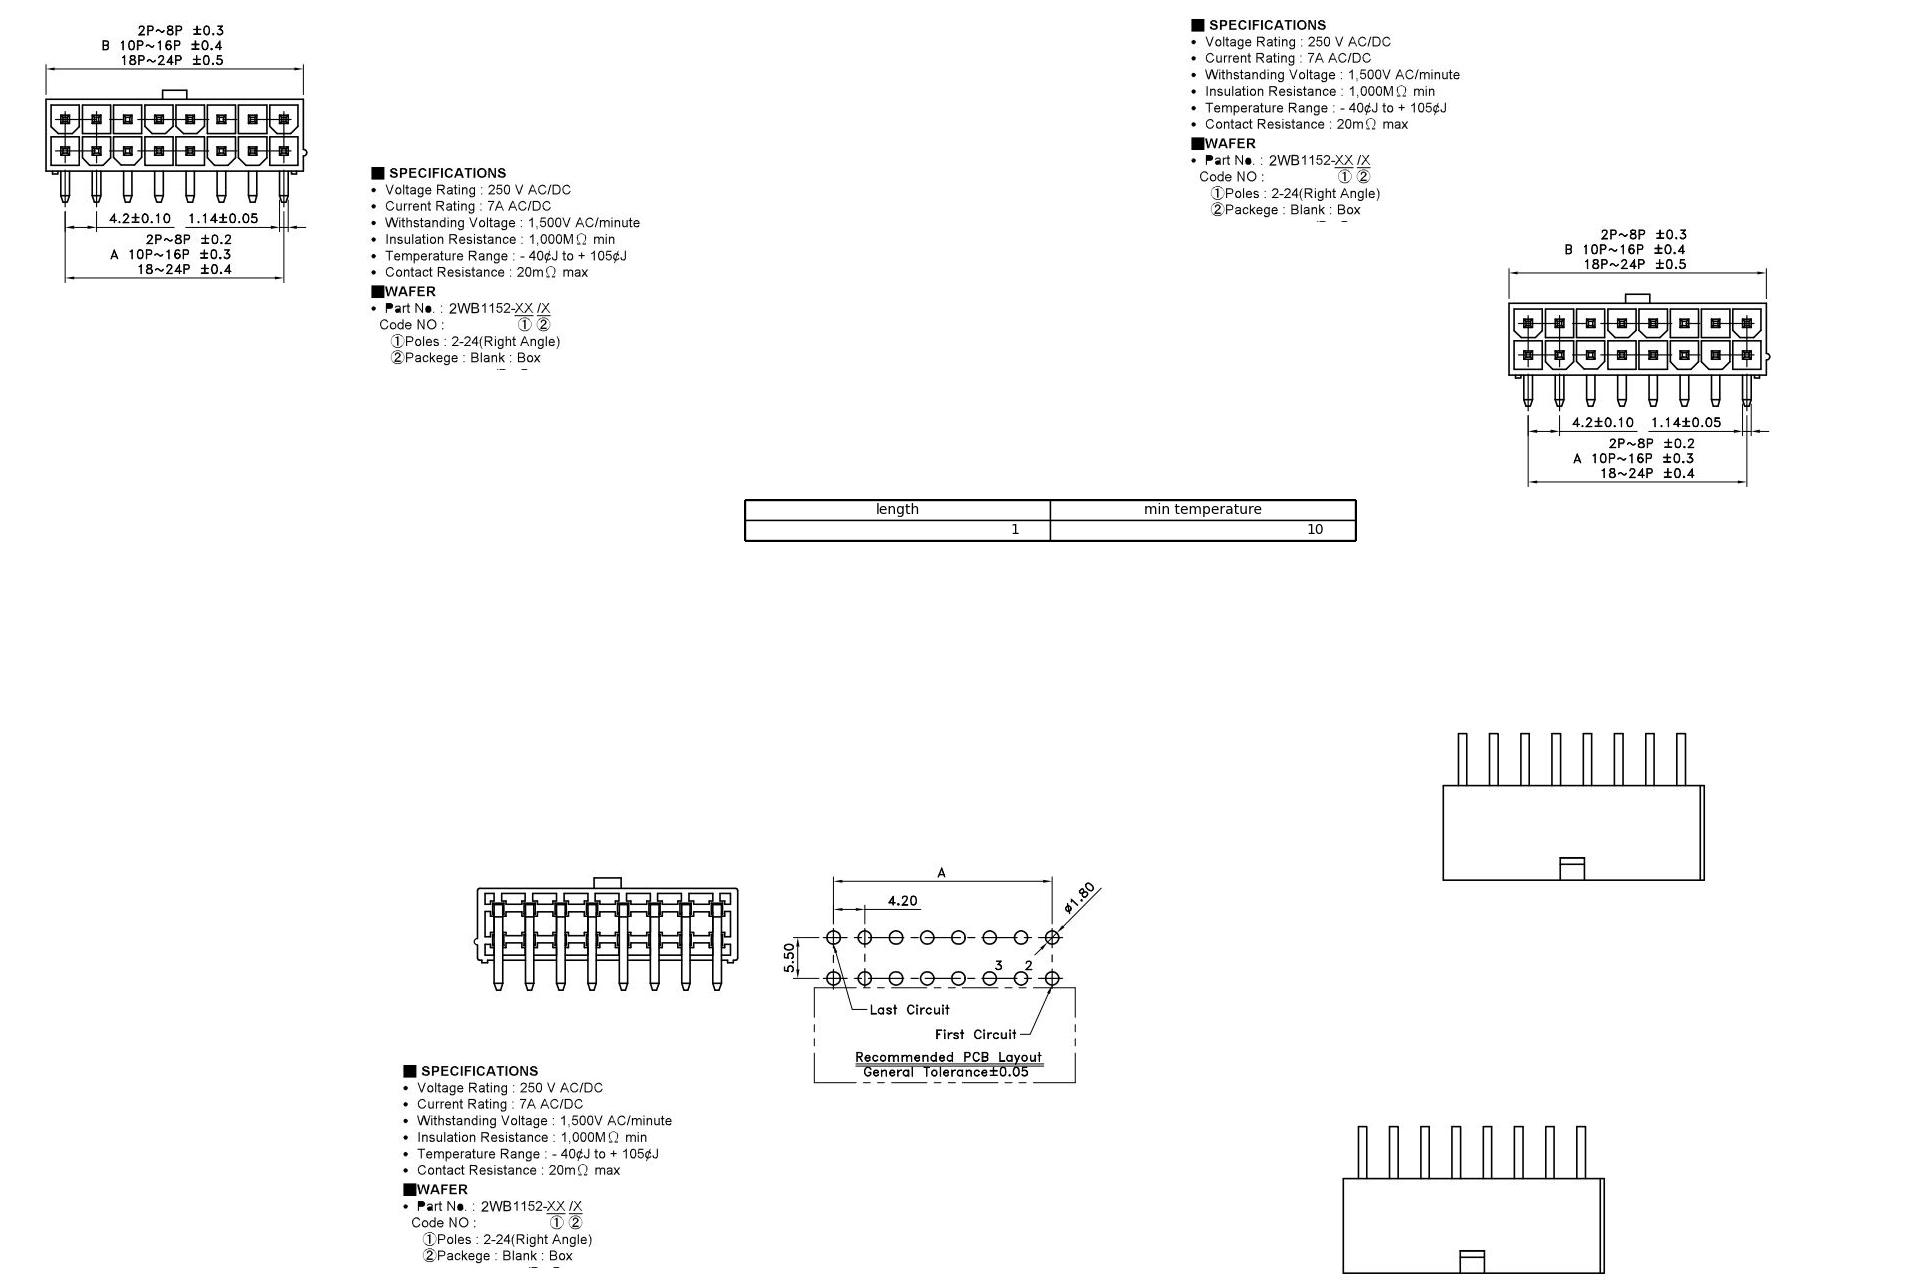 2P~8P ±0.3
B 10P~16P ±0.4
18P~24P ±0.5
4.2±0.10 1.14±0.05
2P~8P ±0.2
A 10P~16P ±0.3
18~24P ±0.4
■ SPECIFICATIONS
• Voltage Rating : 250 V AC/DC
• Current Rating : 7A AC/DC
• Withstanding Voltage : 1,500V AC/minute
• Insulation Resistance : 1,000MΩ min
• Temperature Range : - 40¢J to + 105¢J
• Contact Resistance : 20mΩ max
■WAFER
• Part No. : 2WB1152-XX /X
Code NO : ① ②
①Poles : 2-24(Right Angle)
②Packege : Blank : Box
■ SPECIFICATIONS
• Voltage Rating : 250 V AC/DC
• Current Rating : 7A AC/DC
• Withstanding Voltage : 1,500V AC/minute
• Insulation Resistance : 1,000MΩ min
• Temperature Range : - 40¢J to + 105¢J
• Contact Resistance : 20mΩ max
■WAFER
• Part No. : 2WB1152-XX /X
Code NO : ① ②
①Poles : 2-24(Right Angle)
②Packege : Blank : Box
2P~8P ±0.3
B 10P~16P ±0.4
18P~24P ±0.5
4.2±0.10 1.14±0.05
2P~8P ±0.2
A 10P~16P ±0.3
18~24P ±0.4
length min temperature
1 10
A
4.20
ø1.80
5.50
3 2
Last Circuit
First Circuit
Recommended PCB Layout
General Tolerance±0.05
■ SPECIFICATIONS
• Voltage Rating : 250 V AC/DC
• Current Rating : 7A AC/DC
• Withstanding Voltage : 1,500V AC/minute
• Insulation Resistance : 1,000MΩ min
• Temperature Range : - 40¢J to + 105¢J
• Contact Resistance : 20mΩ max
■WAFER
• Part No. : 2WB1152-XX /X
Code NO : ① ②
①Poles : 2-24(Right Angle)
②Packege : Blank : Box